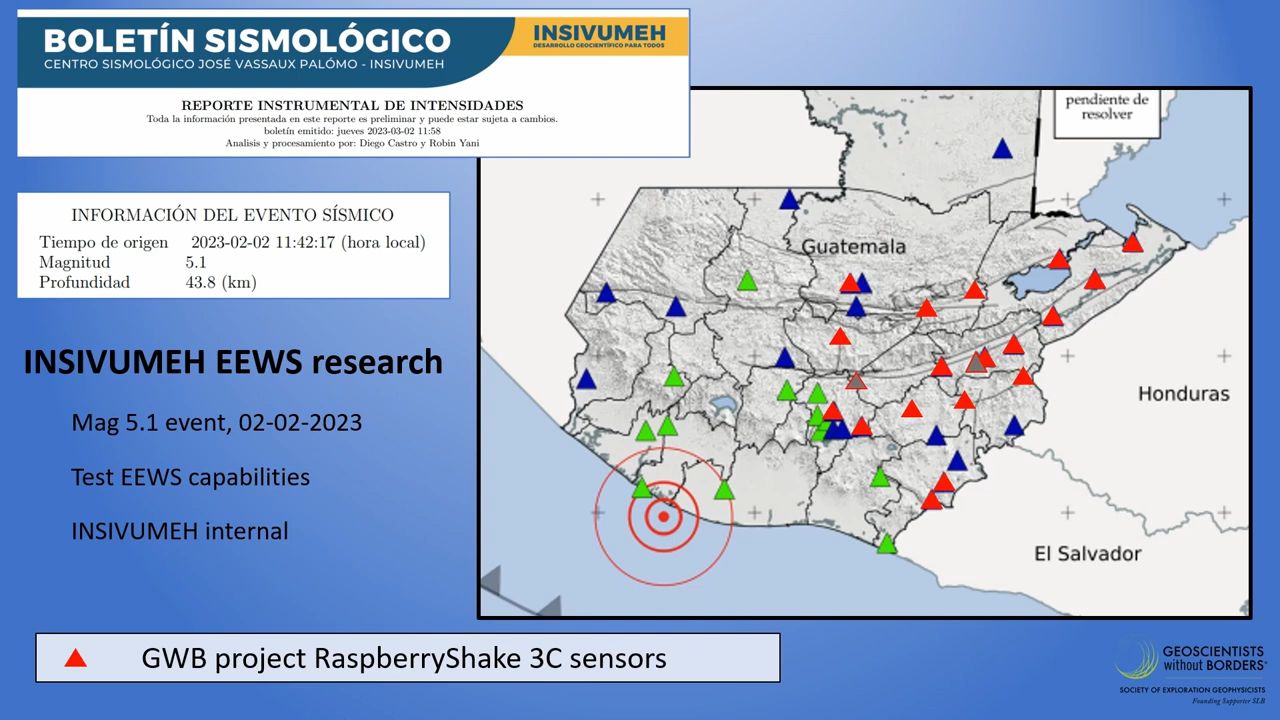 BOLETÍN SISMOLÓGICO
CENTRO SISMOLÓGICO JOSÉ VASSAUX PALÓMO - INSIVUMEH
INSIVUMEH
DESARROLLO GEOCIENTÍFICO PARA TODOS
REPORTE INSTRUMENTAL DE INTENSIDADES
Toda la información presentada en este reporte es preliminar y puede estar sujeta a cambios.
boletín emitido: jueves 2023-03-02 11:58
Analisis y procesamiento por: Diego Castro y Robin Yani
INFORMACIÓN DEL EVENTO SÍSMICO
Tiempo de origen 2023-02-02 11:42:17 (hora local)
Magnitud 5.1
Profundidad 43.8 (km)
INSIVUMEH EEWS research
Mag 5.1 event, 02-02-2023
Test EEWS capabilities
INSIVUMEH internal
pendiente de
resolver
Guatemala
Honduras
El Salvador
GWB project RaspberryShake 3C sensors
GEOSCIENTISTS
without BORDERS®
SOCIETY OF EXPLORATION GEOPHYSICISTS
Founding Supporter SLB